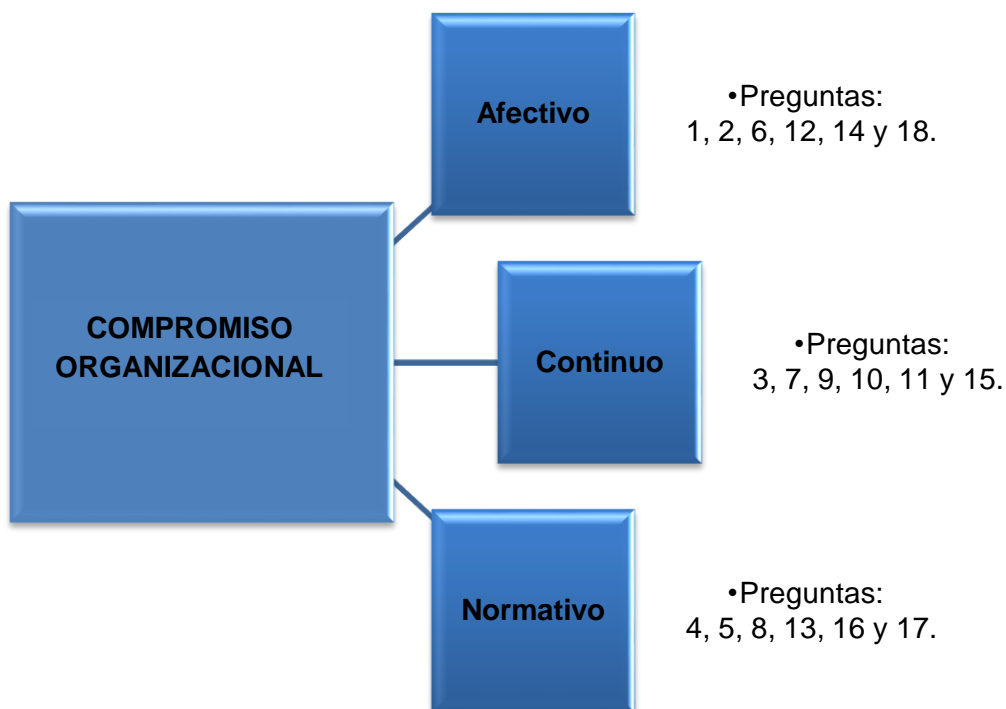 COMPROMISO
ORGANIZACIONAL
Afectivo
•Preguntas:
1, 2, 6, 12, 14 y 18.
Continuo
•Preguntas:
3, 7, 9, 10, 11 y 15.
Normativo
•Preguntas:
4, 5, 8, 13, 16 y 17.